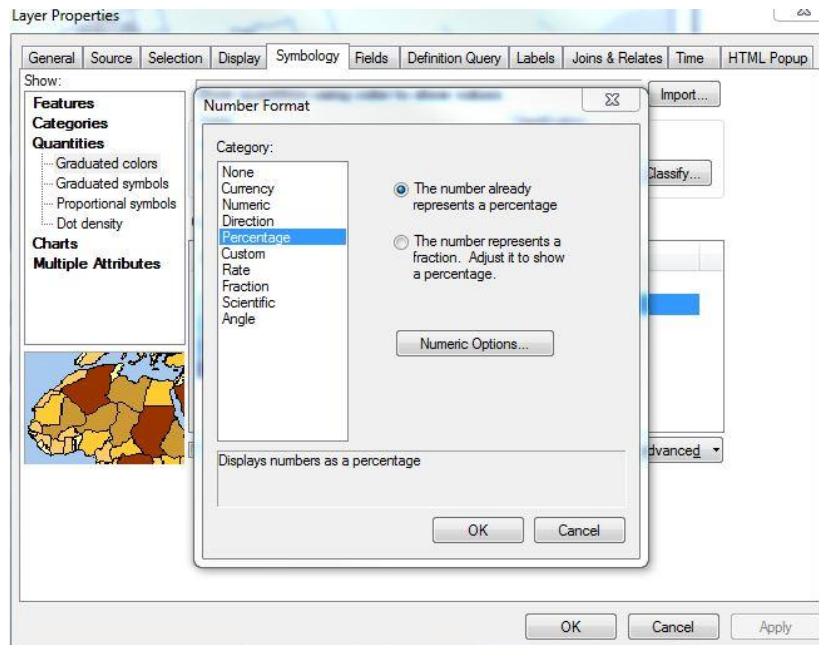 Layer Properties
General Source Selection Display Symbology Fields Definition Query Labels Joins & Relates Time HTML Popup
Show:
Features
Categories
Quantities
Graduated colors
Graduated symbols
Proportional symbols
Dot density
Charts
Multiple Attributes
Import...
Classify...
Advanced
Number Format
Category:
None
Currency
Numeric
Direction
Percentage
Custom
Rate
Fraction
Scientific
Angle
The number already
represents a percentage
The number represents a
fraction. Adjust it to show
a percentage.
Numeric Options...
Displays numbers as a percentage
OK Cancel
OK Cancel Apply